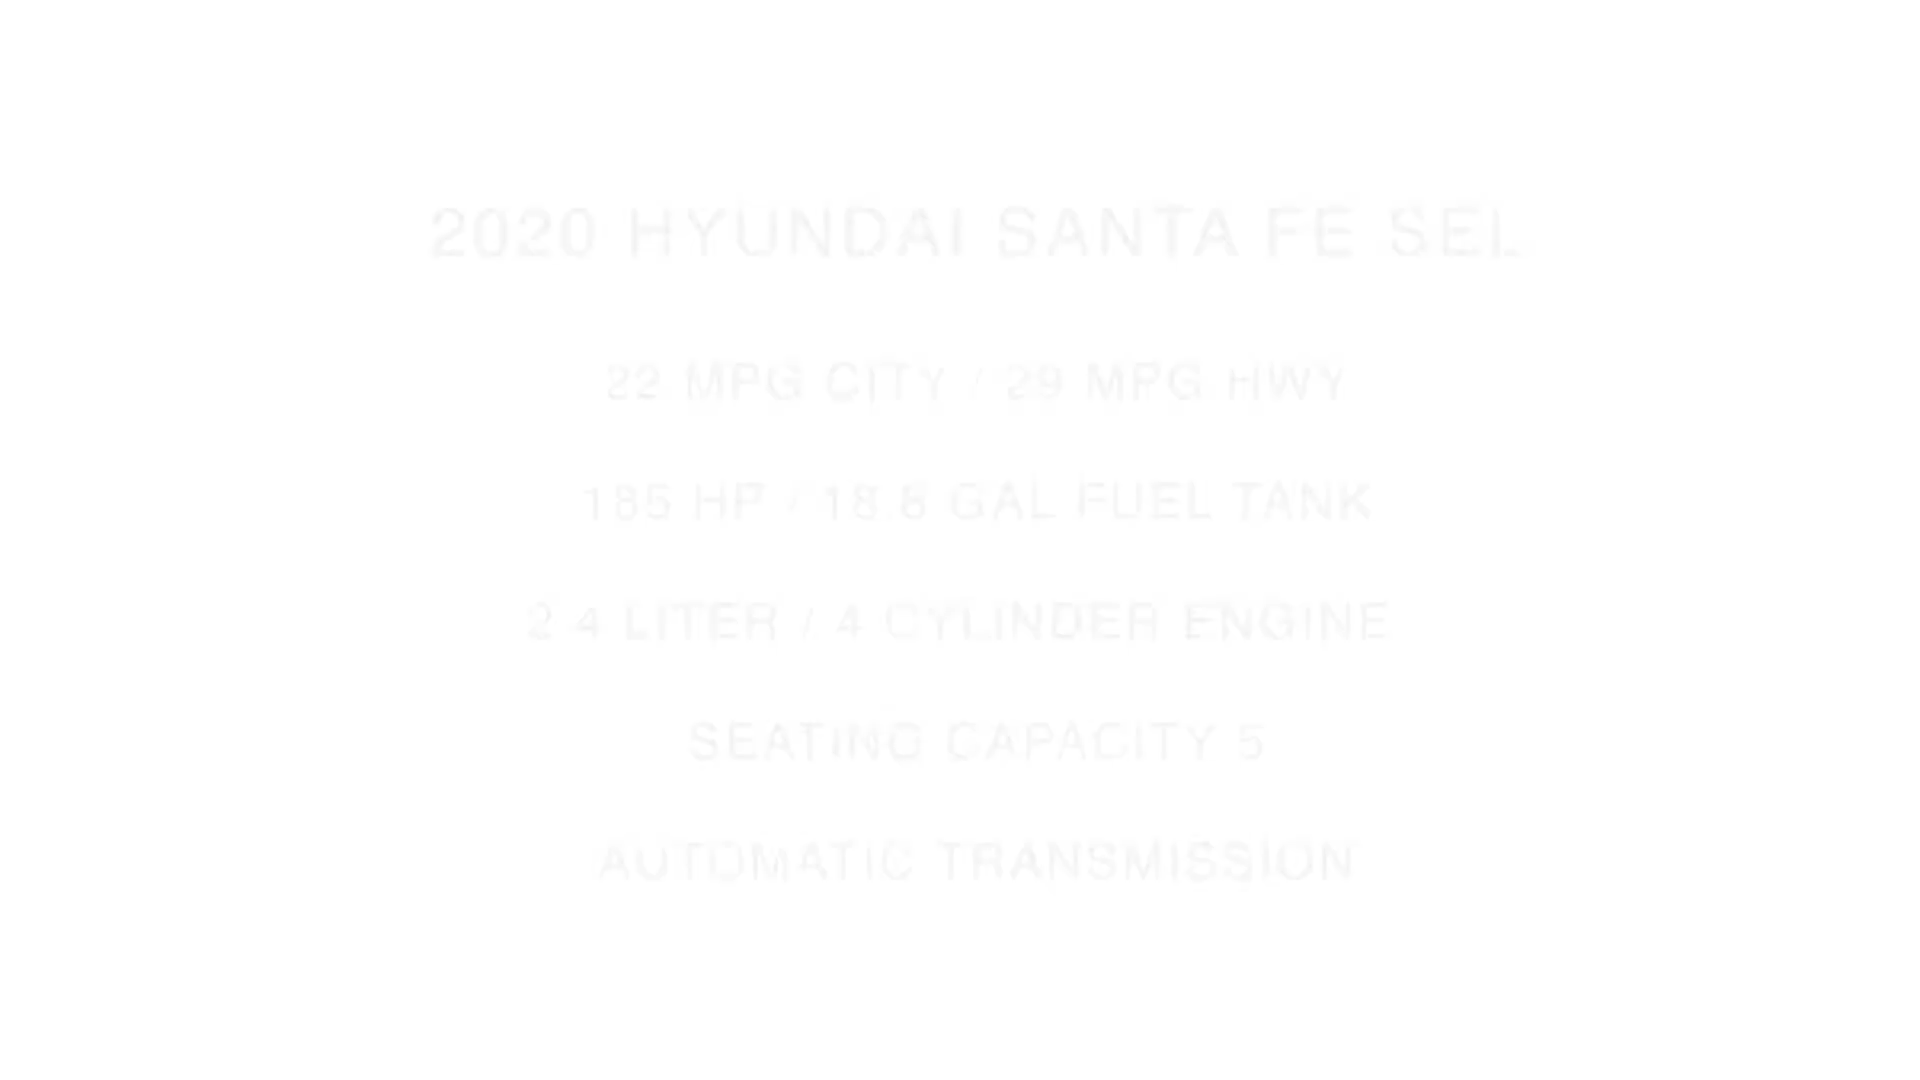 2020 HYUNDAI SANTA FE SEL
22 MPG CITY / 29 MPG HWY
185 HP / 18.8 GAL FUEL TANK
2.4 LITER / 4 CYLINDER ENGINE
SEATING CAPACITY 5
AUTOMATIC TRANSMISSION